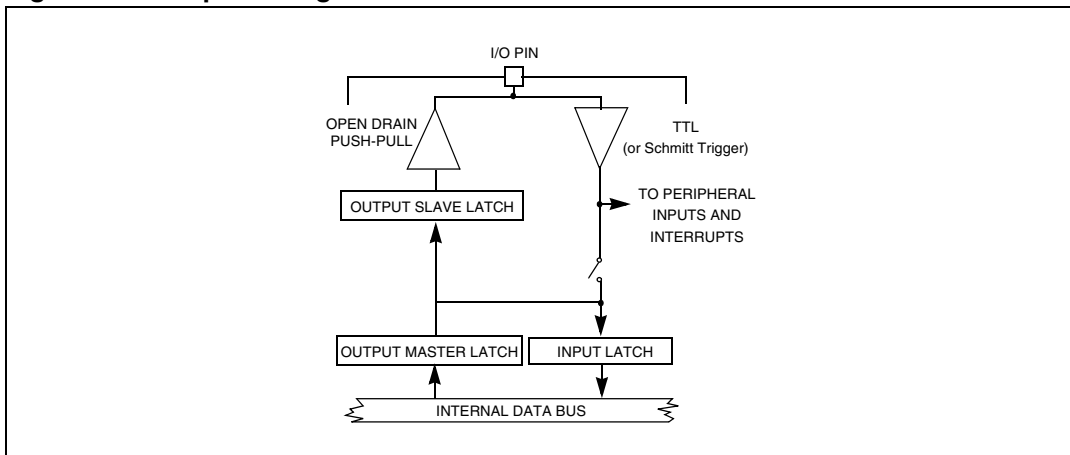 I/O PIN
OPEN DRAIN
PUSH-PULL
TTL
(or Schmitt Trigger)
OUTPUT SLAVE LATCH
TO PERIPHERAL
INPUTS AND
INTERRUPTS
OUTPUT MASTER LATCH
INPUT LATCH
INTERNAL DATA BUS